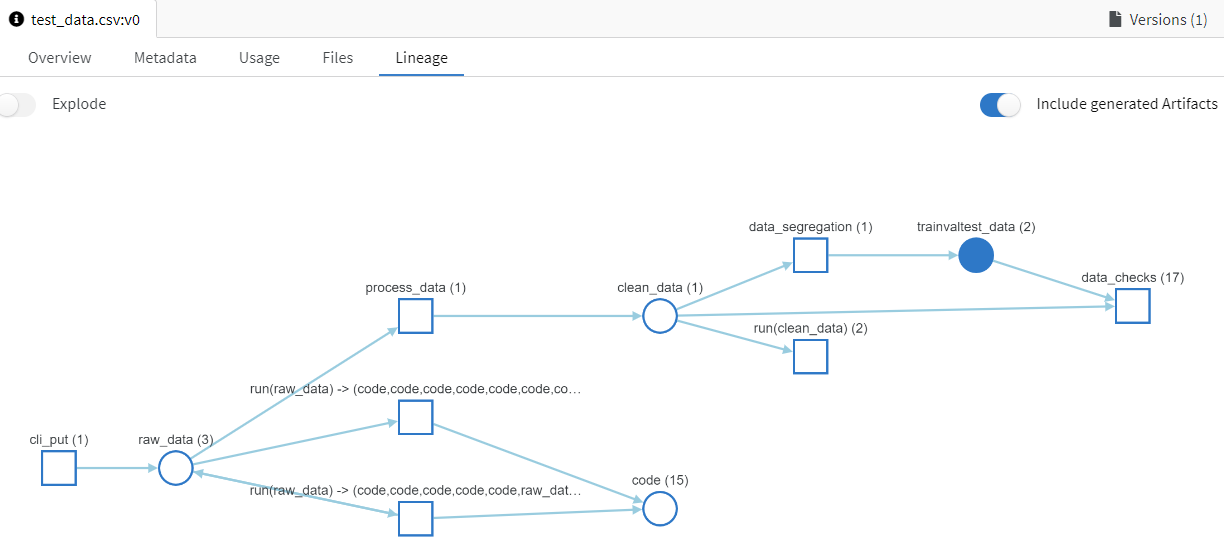 test_data.csv:v0
Versions (1)
Overview
Metadata
Usage
Files
Lineage
Explode
Include generated Artifacts
data_segregation (1)
trainvaltest_data (2)
data_checks (17)
process_data (1)
clean_data (1)
run(clean_data) (2)
run(raw_data) -> (code,code,code,code,code,code,co…
cli_put (1)
raw_data (3)
code (15)
run(raw_data) -> (code,code,code,code,code,raw_dat…